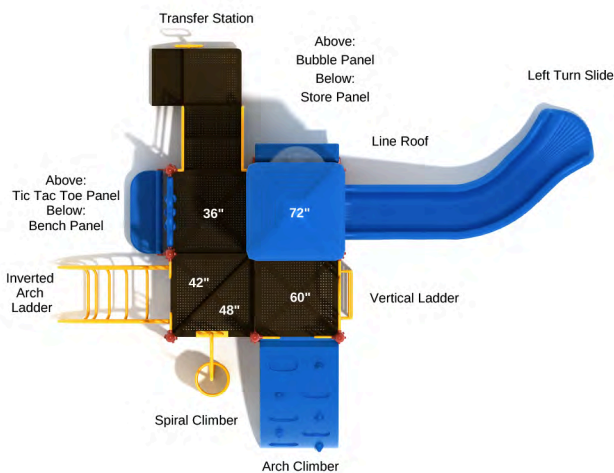 Transfer Station
Above:
Bubble Panel
Below:
Store Panel
Left Turn Slide
Line Roof
Above:
Tic Tac Toe Panel
Below:
Bench Panel
36"
72"
Inverted
Arch
Ladder
42"
48"
60"
Vertical Ladder
Spiral Climber
Arch Climber